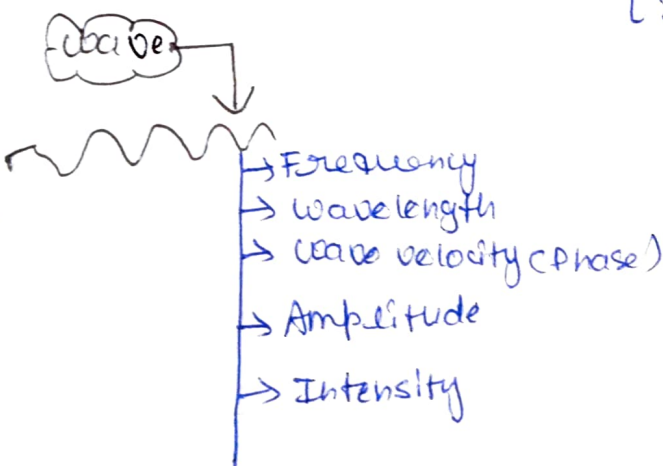 wave
Frequency
wavelength
wave velocity (Phase)
Amplitude
Intensity